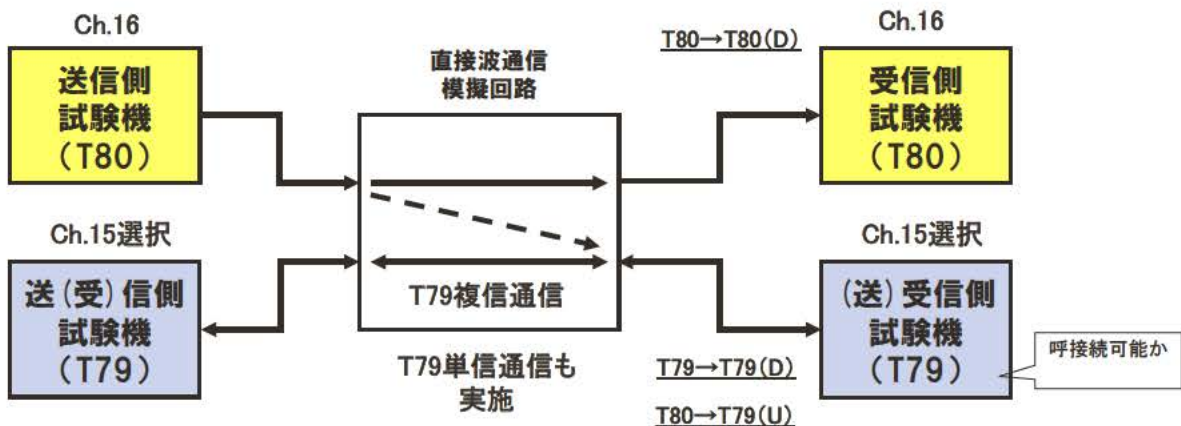 Ch.16
送信側
試験機
（T80）
直接波通信
模擬回路
T80→T80(D)
Ch.16
受信側
試験機
（T80）
Ch.15選択
送(受)信側
試験機
（T79）
T79複信通信
T79単信通信も
実施
T79→T79(D)
T80→T79(U)
Ch.15選択
(送)受信側
試験機
（T79）
呼接続可能か